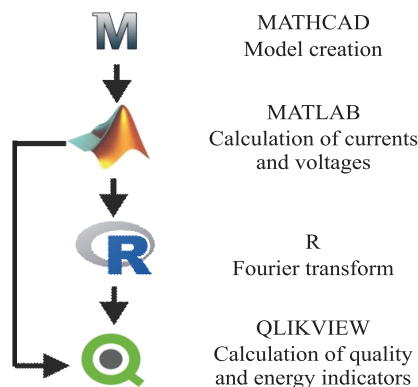 M
MATHCAD
Model creation
MATLAB
Calculation of currents
and voltages
R
R
Fourier transform
QLIKVIEW
Calculation of quality
and energy indicators